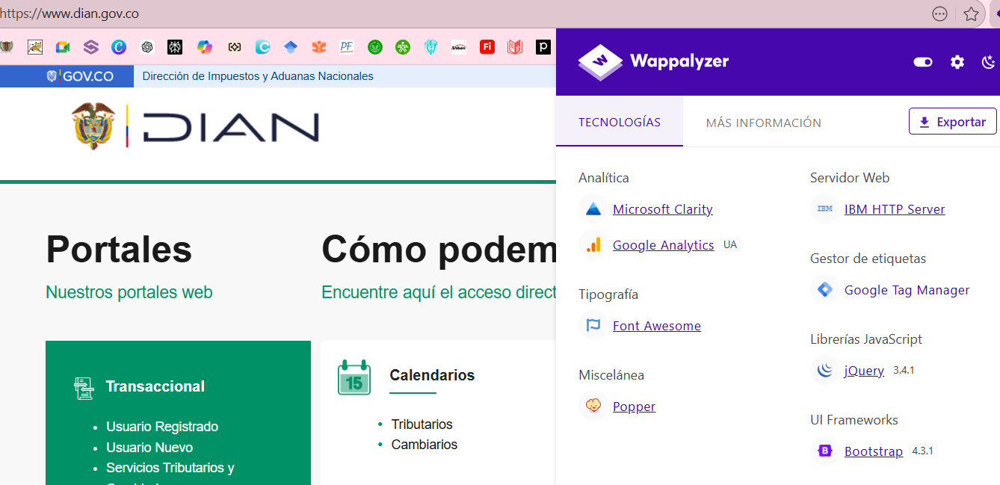 https://www.dian.gov.co
GOV.CO
Dirección de Impuestos y Aduanas Nacionales
DIAN
Portales
Nuestros portales web
Transaccional
Usuario Registrado
Usuario Nuevo
Servicios Tributarios y
Cómo podem
Encuentre aquí el acceso direct
15
Calendarios
Tributarios
Cambiarios
Wappalyzer
TECNOLOGÍAS
MÁS INFORMACIÓN
Exportar
Analítica
Microsoft Clarity
Google Analytics UA
Tipografía
Font Awesome
Miscelánea
Popper
Servidor Web
IBM IBM HTTP Server
Gestor de etiquetas
Google Tag Manager
Librerías JavaScript
jQuery 3.4.1
UI Frameworks
B Bootstrap 4.3.1